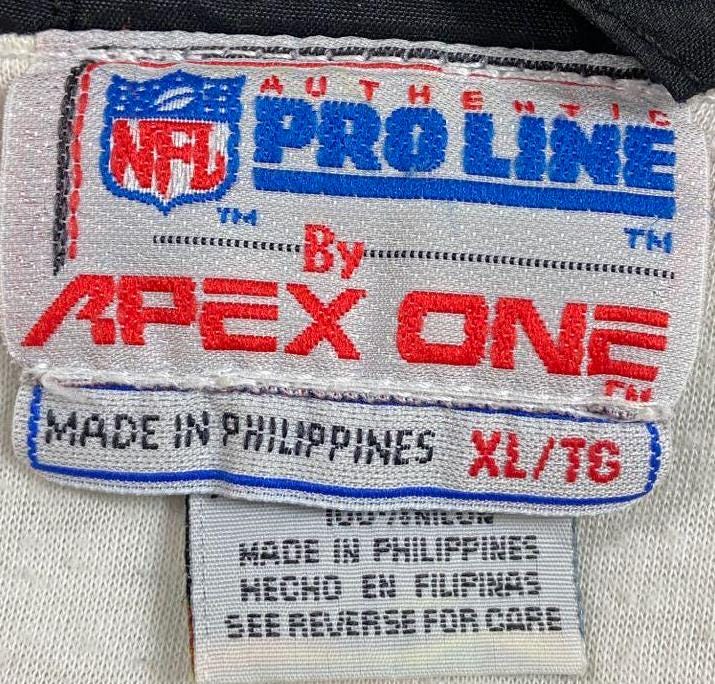 AUTHENTIC
NFL PRO LINE
TM TM
By
APEX ONE
TM
MADE IN PHILIPPINES XL/TG
MADE IN PHILIPPINES
HECHO EN FILIPINAS
SEE REVERSE FOR CARE